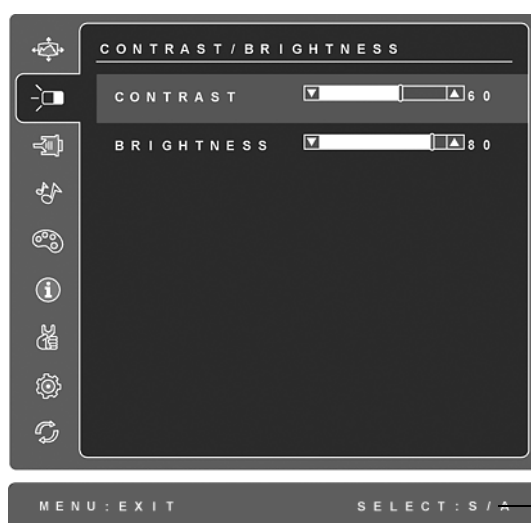 CONTRAST/BRIGHTNESS
CONTRAST 60
BRIGHTNESS 80
MENU:EXIT SELECT:S/A